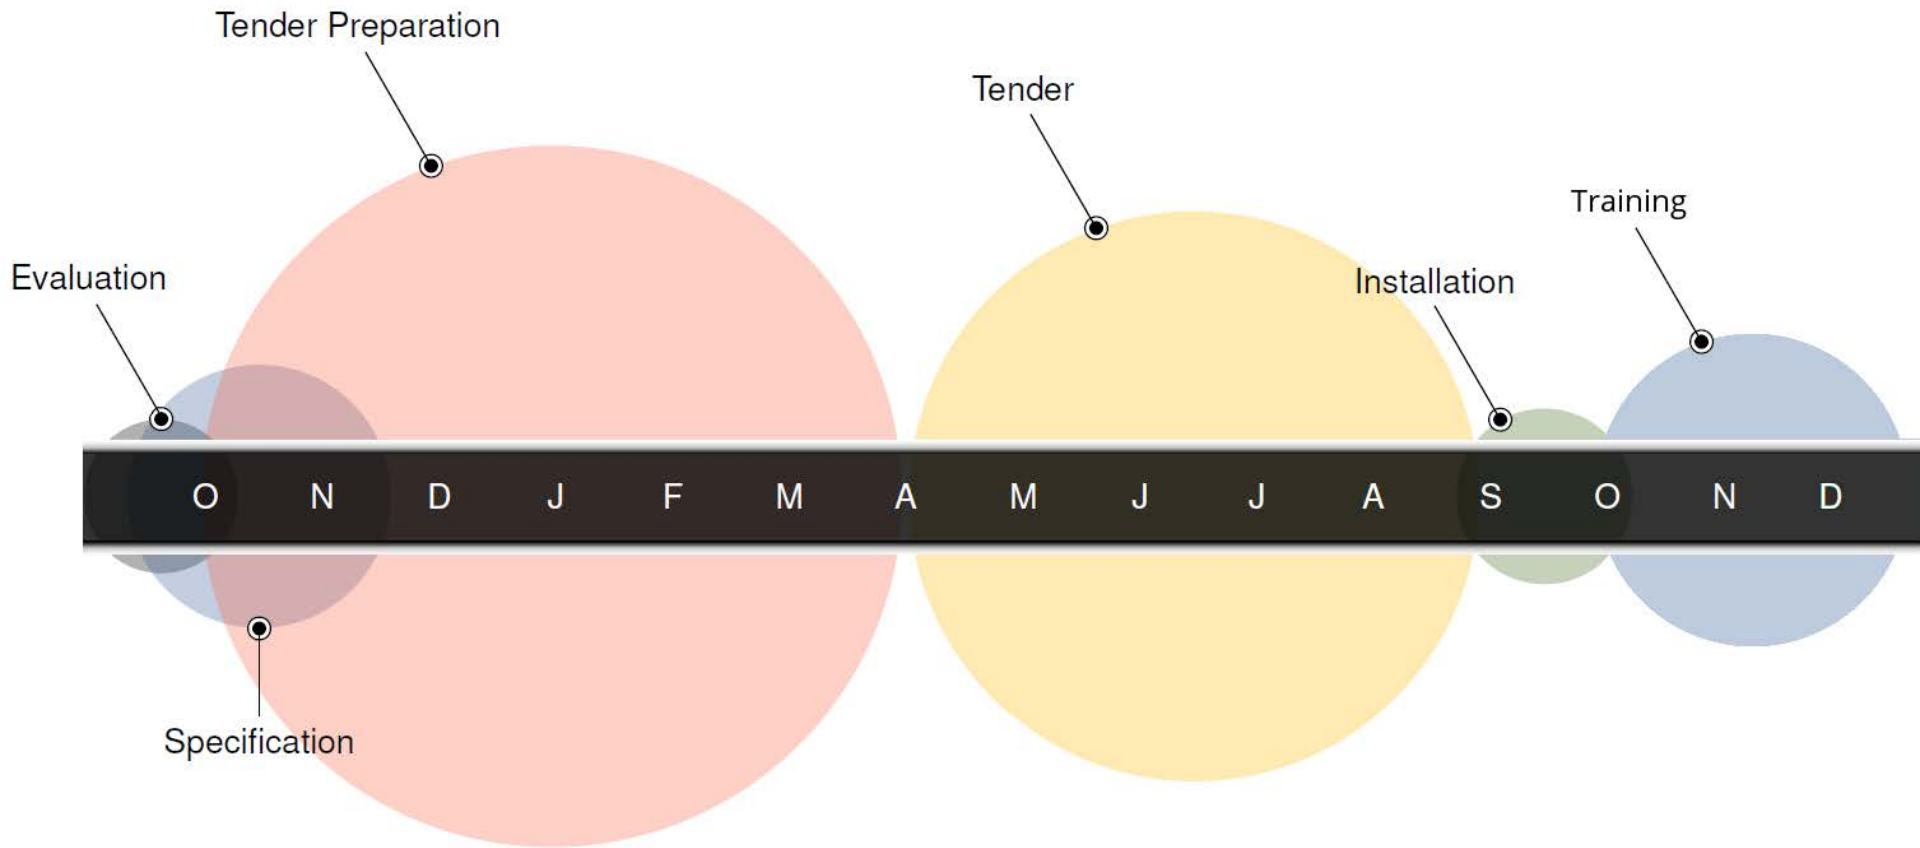 Tender Preparation
Tender
Training
Evaluation
Installation
O N D J F M A M J J A S O N D
Specification